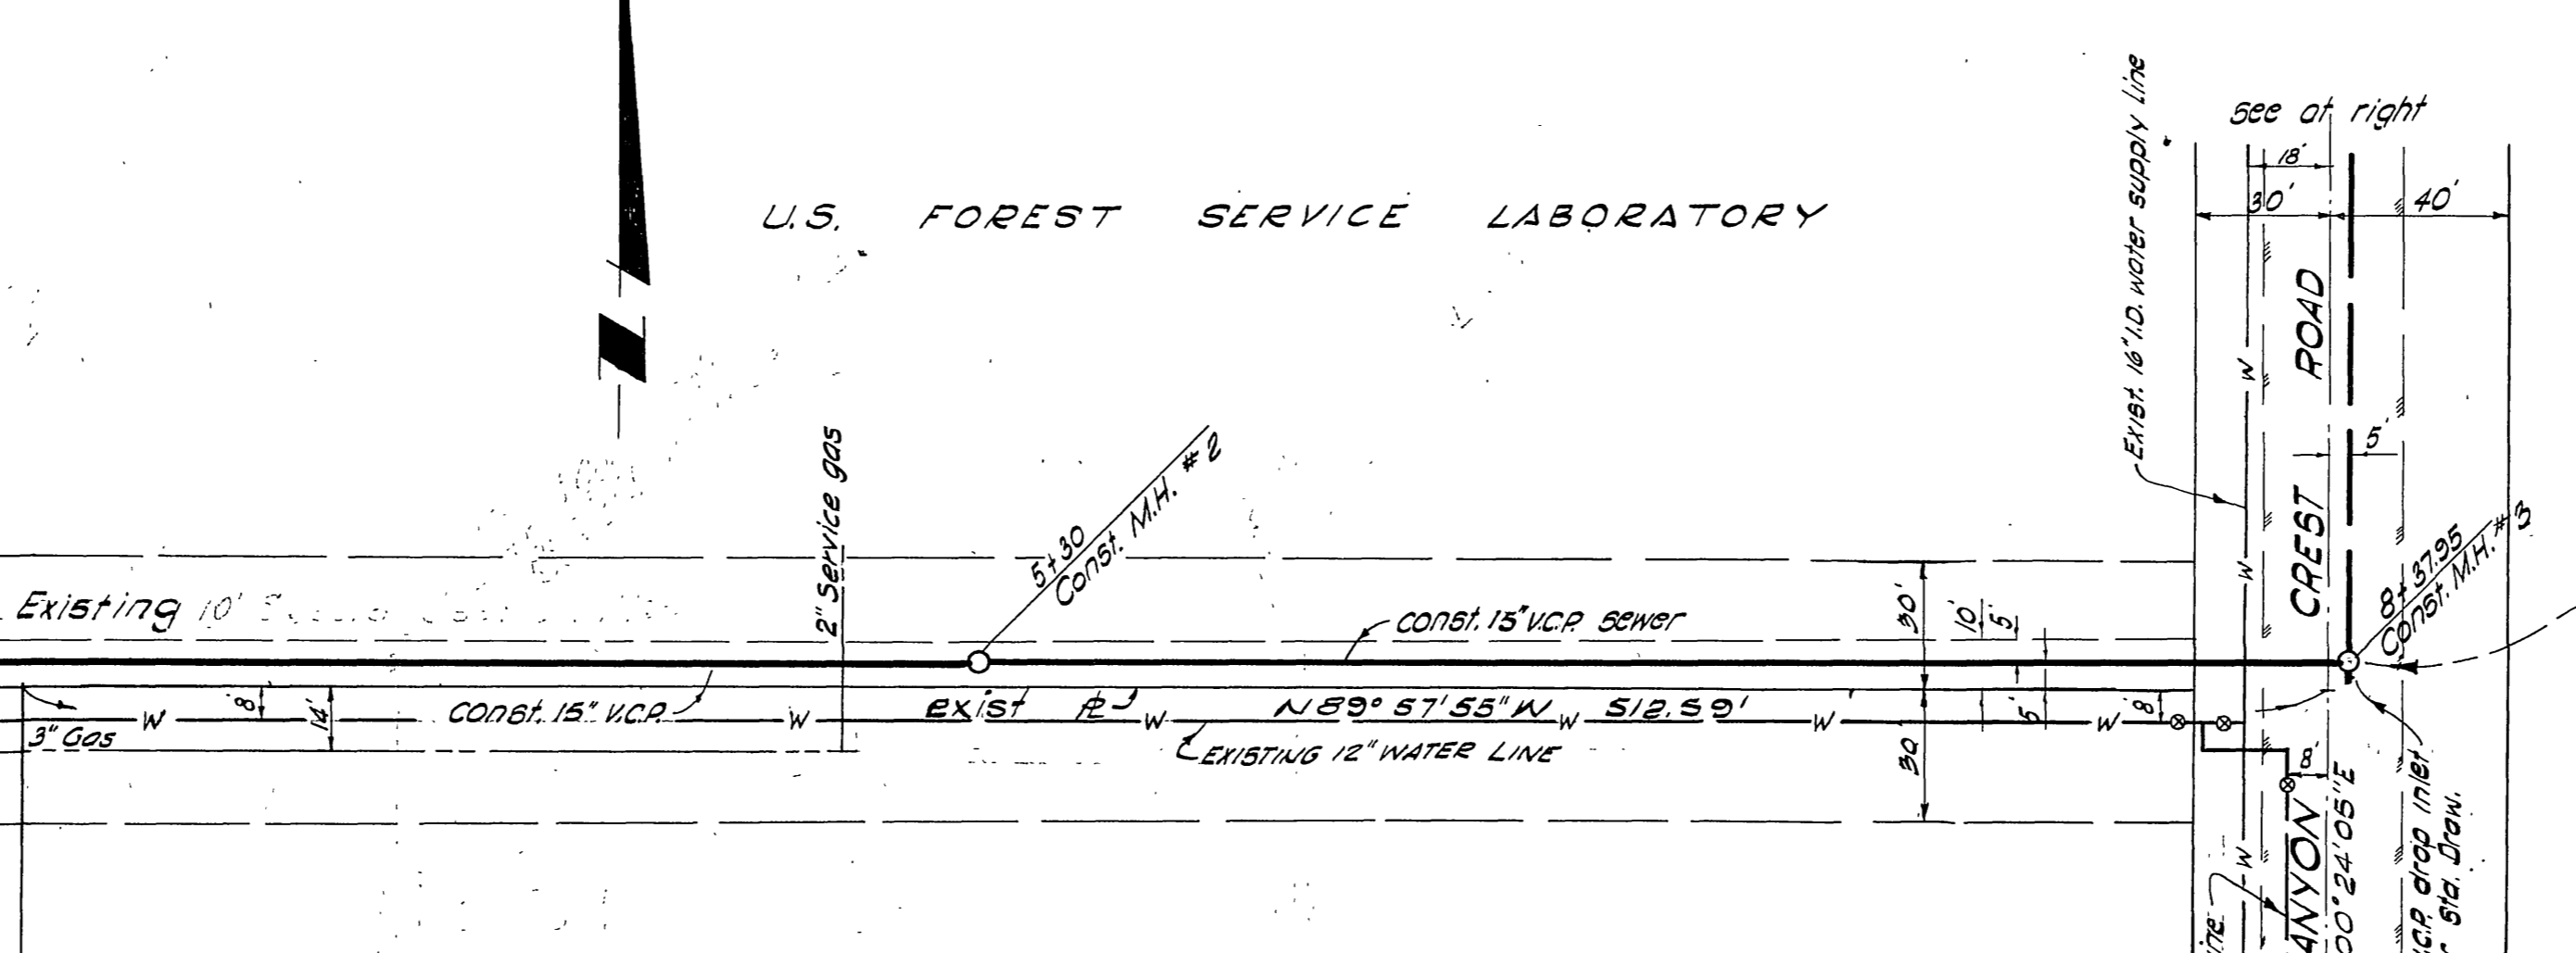 see at right
18'
30'
40'
U.S. FOREST SERVICE LABORATORY
Exist. 16" I.D. water supply line
W
CREST ROAD
5'
2" Service gas
5+30
Const. M.H. #2
8+37.95
Const. M.H. #3
W
Existing 10'
const. 15" V.C.P. sewer
30'
10'
5'
8'
14'
3" Gas
W
const. 15" V.C.P.
W
exist ⅊
W
N 89° 57' 55" W 512.59'
W
W
5'
W
8'
EXISTING 12" WATER LINE
30
8'
W
ANYON
00° 24' 05" E
.C.P. drop inlet
Std. Draw.